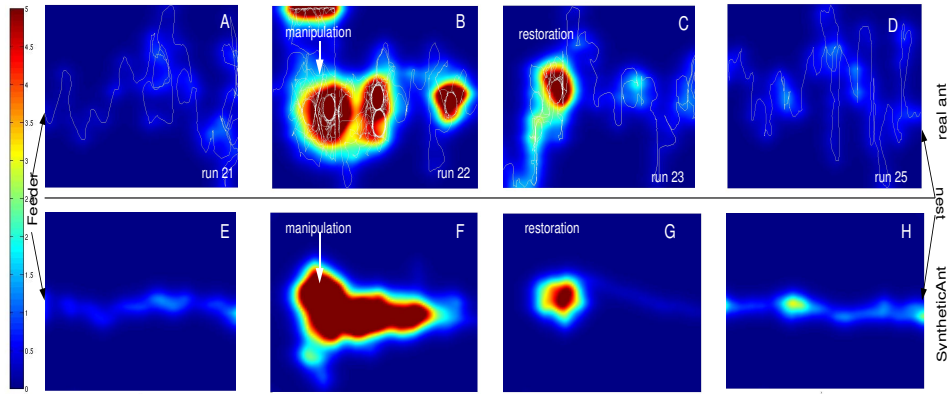 5
4.5
4
3.5
3
2.5
2
1.5
1
0.5
0
A
run 21
B
manipulation
run 22
C
restoration
run 23
D
run 25
real ant
Feeder
nest
E
F
manipulation
G
restoration
H
SyntheticAnt